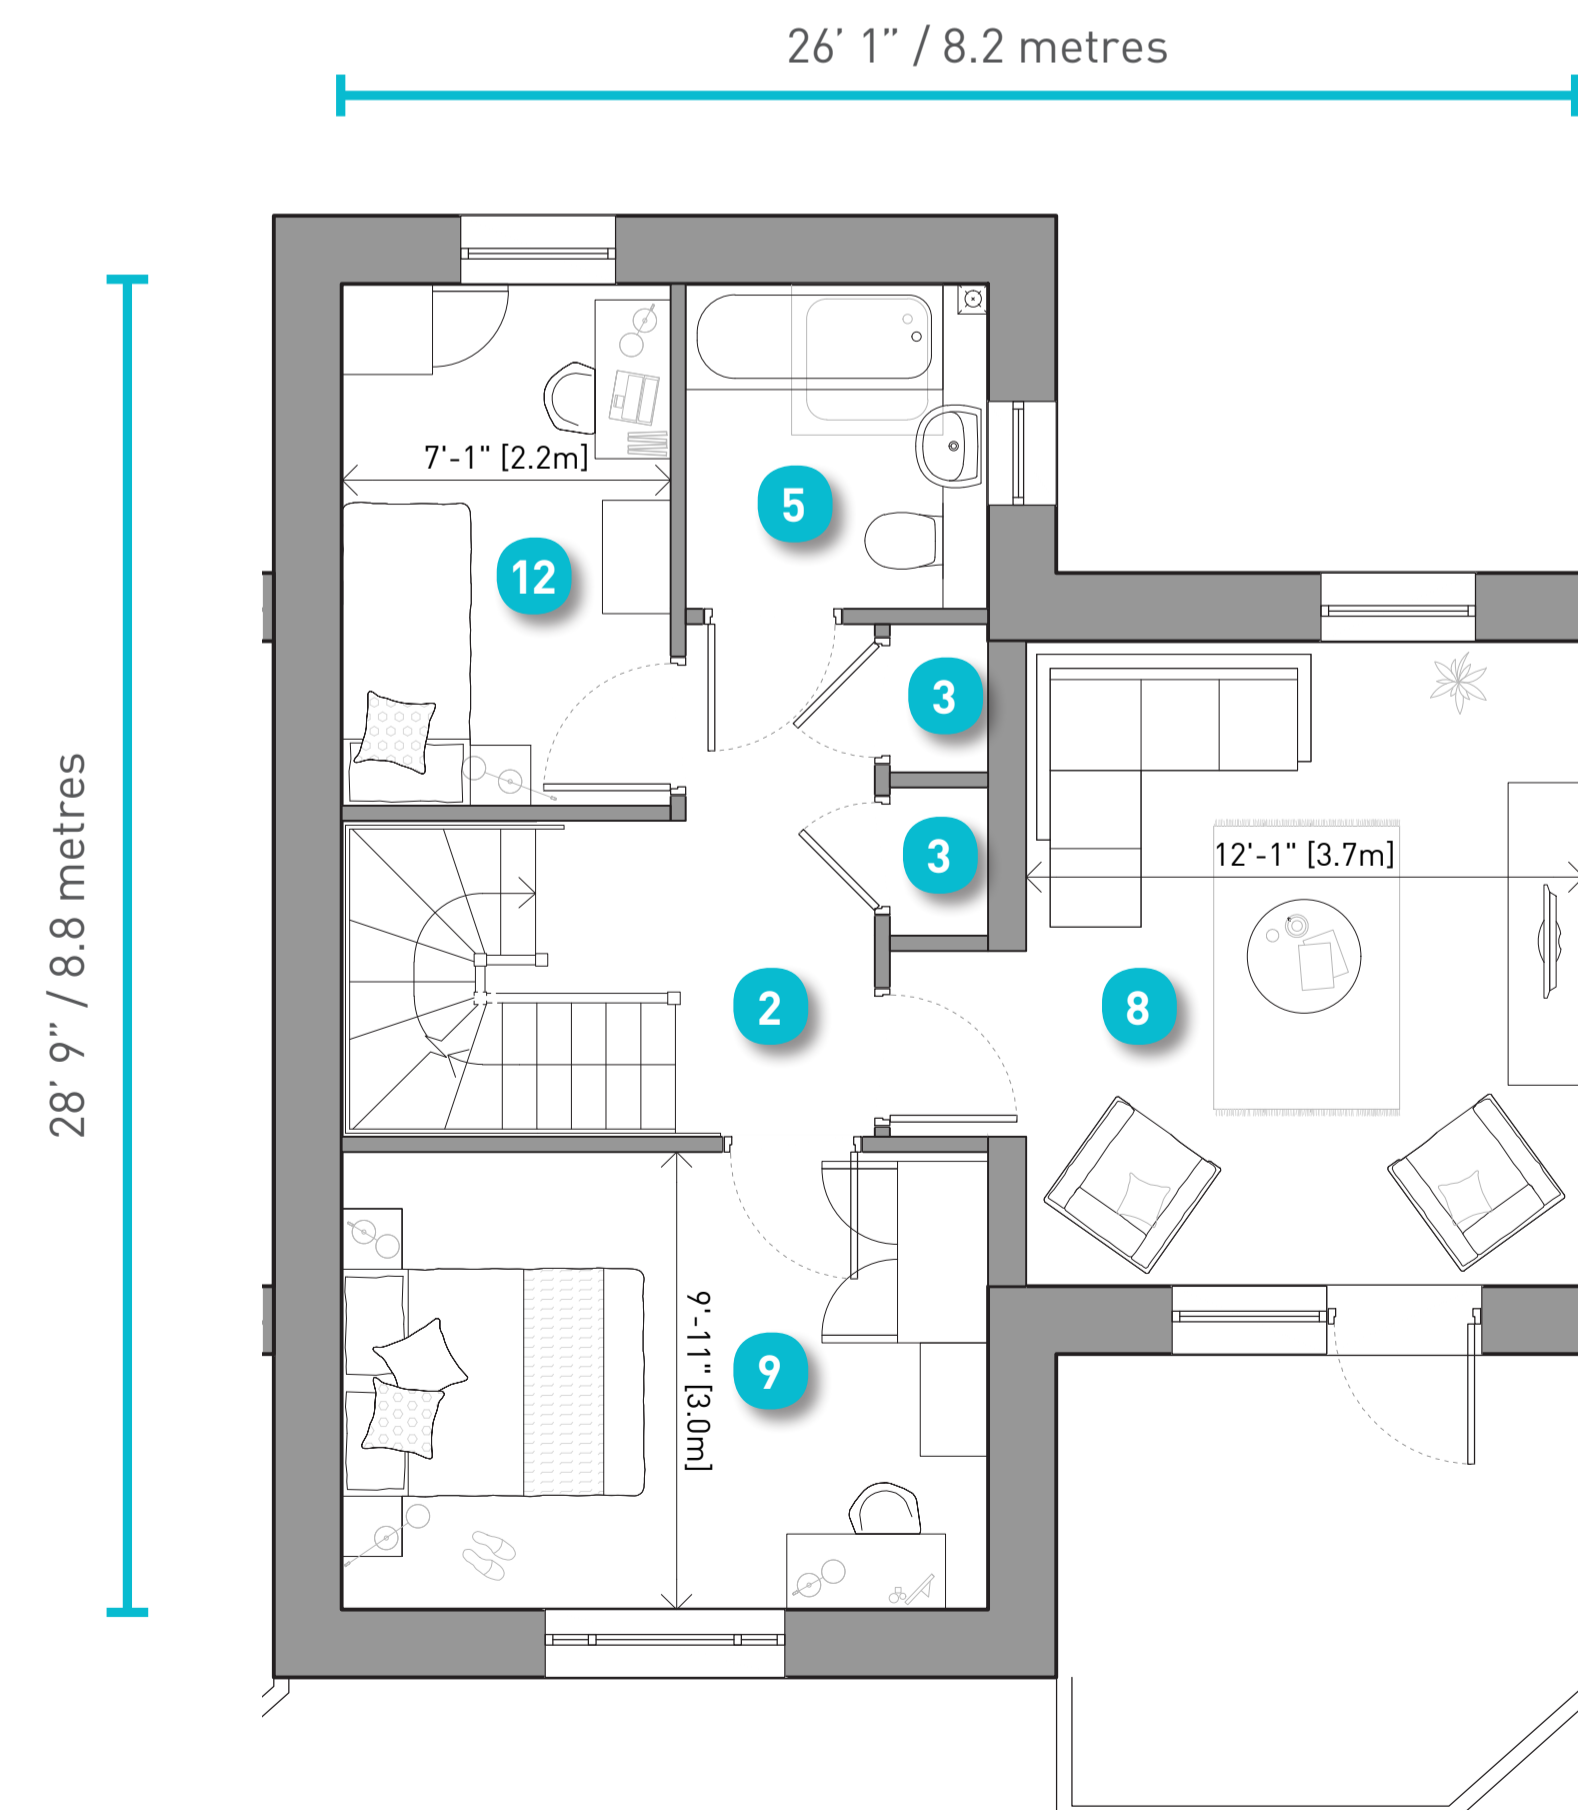 26’ 1” / 8.2 metres
28’ 9” / 8.8 metres
7'-1" [2.2m]
5
12
3
3
12'-1" [3.7m]
2
8
9'-11" [3.0m]
9